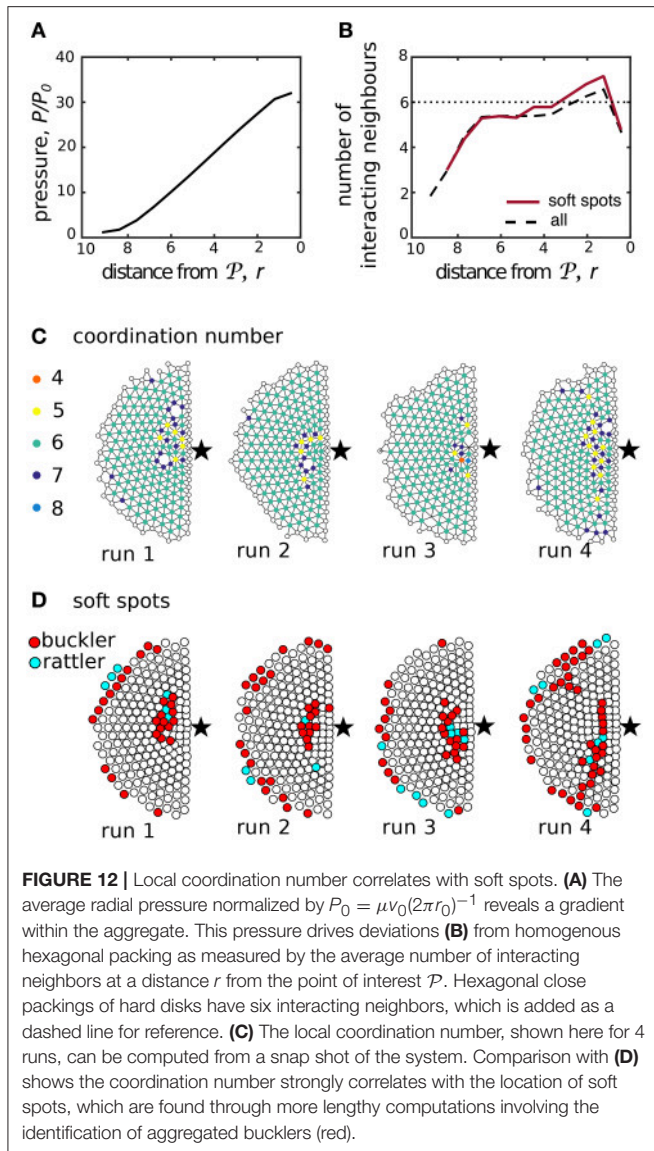 A
B
40
30
20
10
0
pressure, P/P₀
10 8 6 4 2 0
distance from 𝒫, r
8
6
4
2
0
number of
interacting neighbours
soft spots
all
10 8 6 4 2 0
distance from 𝒫, r
C coordination number
4
5
6
7
8
run 1 run 2 run 3 run 4
D soft spots
buckler
rattler
run 1 run 2 run 3 run 4
FIGURE 12 | Local coordination number correlates with soft spots. (A) The
average radial pressure normalized by P₀ = μv₀(2πr₀)⁻¹ reveals a gradient
within the aggregate. This pressure drives deviations (B) from homogenous
hexagonal packing as measured by the average number of interacting
neighbors at a distance r from the point of interest 𝒫. Hexagonal close
packings of hard disks have six interacting neighbors, which is added as a
dashed line for reference. (C) The local coordination number, shown here for 4
runs, can be computed from a snap shot of the system. Comparison with (D)
shows the coordination number strongly correlates with the location of soft
spots, which are found through more lengthy computations involving the
identification of aggregated bucklers (red).